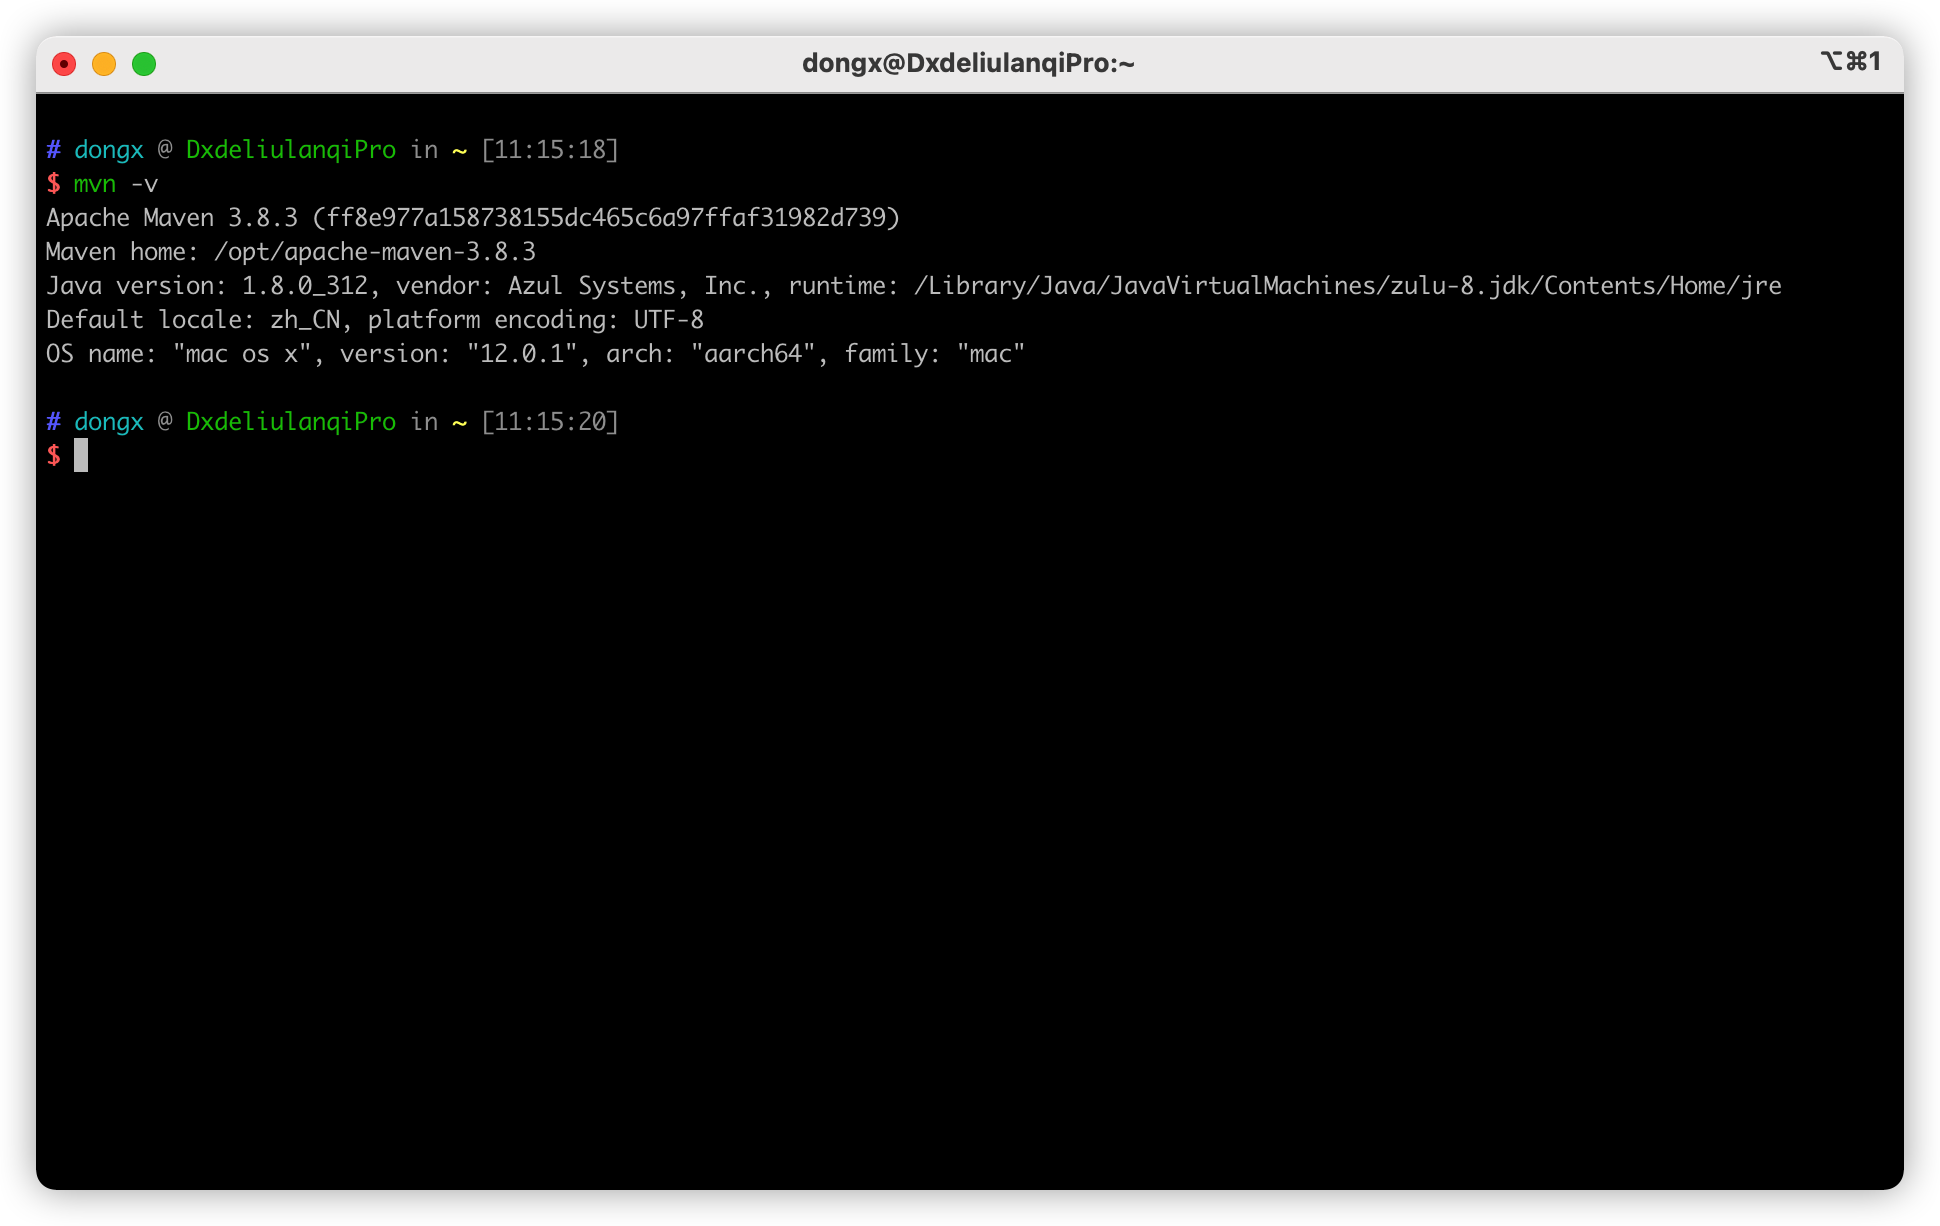 dongx@DxdeliulanqiPro:~
⌥⌘1
# dongx @ DxdeliulanqiPro in ~ [11:15:18]
$ mvn -v
Apache Maven 3.8.3 (ff8e977a158738155dc465c6a97ffaf31982d739)
Maven home: /opt/apache-maven-3.8.3
Java version: 1.8.0_312, vendor: Azul Systems, Inc., runtime: /Library/Java/JavaVirtualMachines/zulu-8.jdk/Contents/Home/jre
Default locale: zh_CN, platform encoding: UTF-8
OS name: "mac os x", version: "12.0.1", arch: "aarch64", family: "mac"
# dongx @ DxdeliulanqiPro in ~ [11:15:20]
$